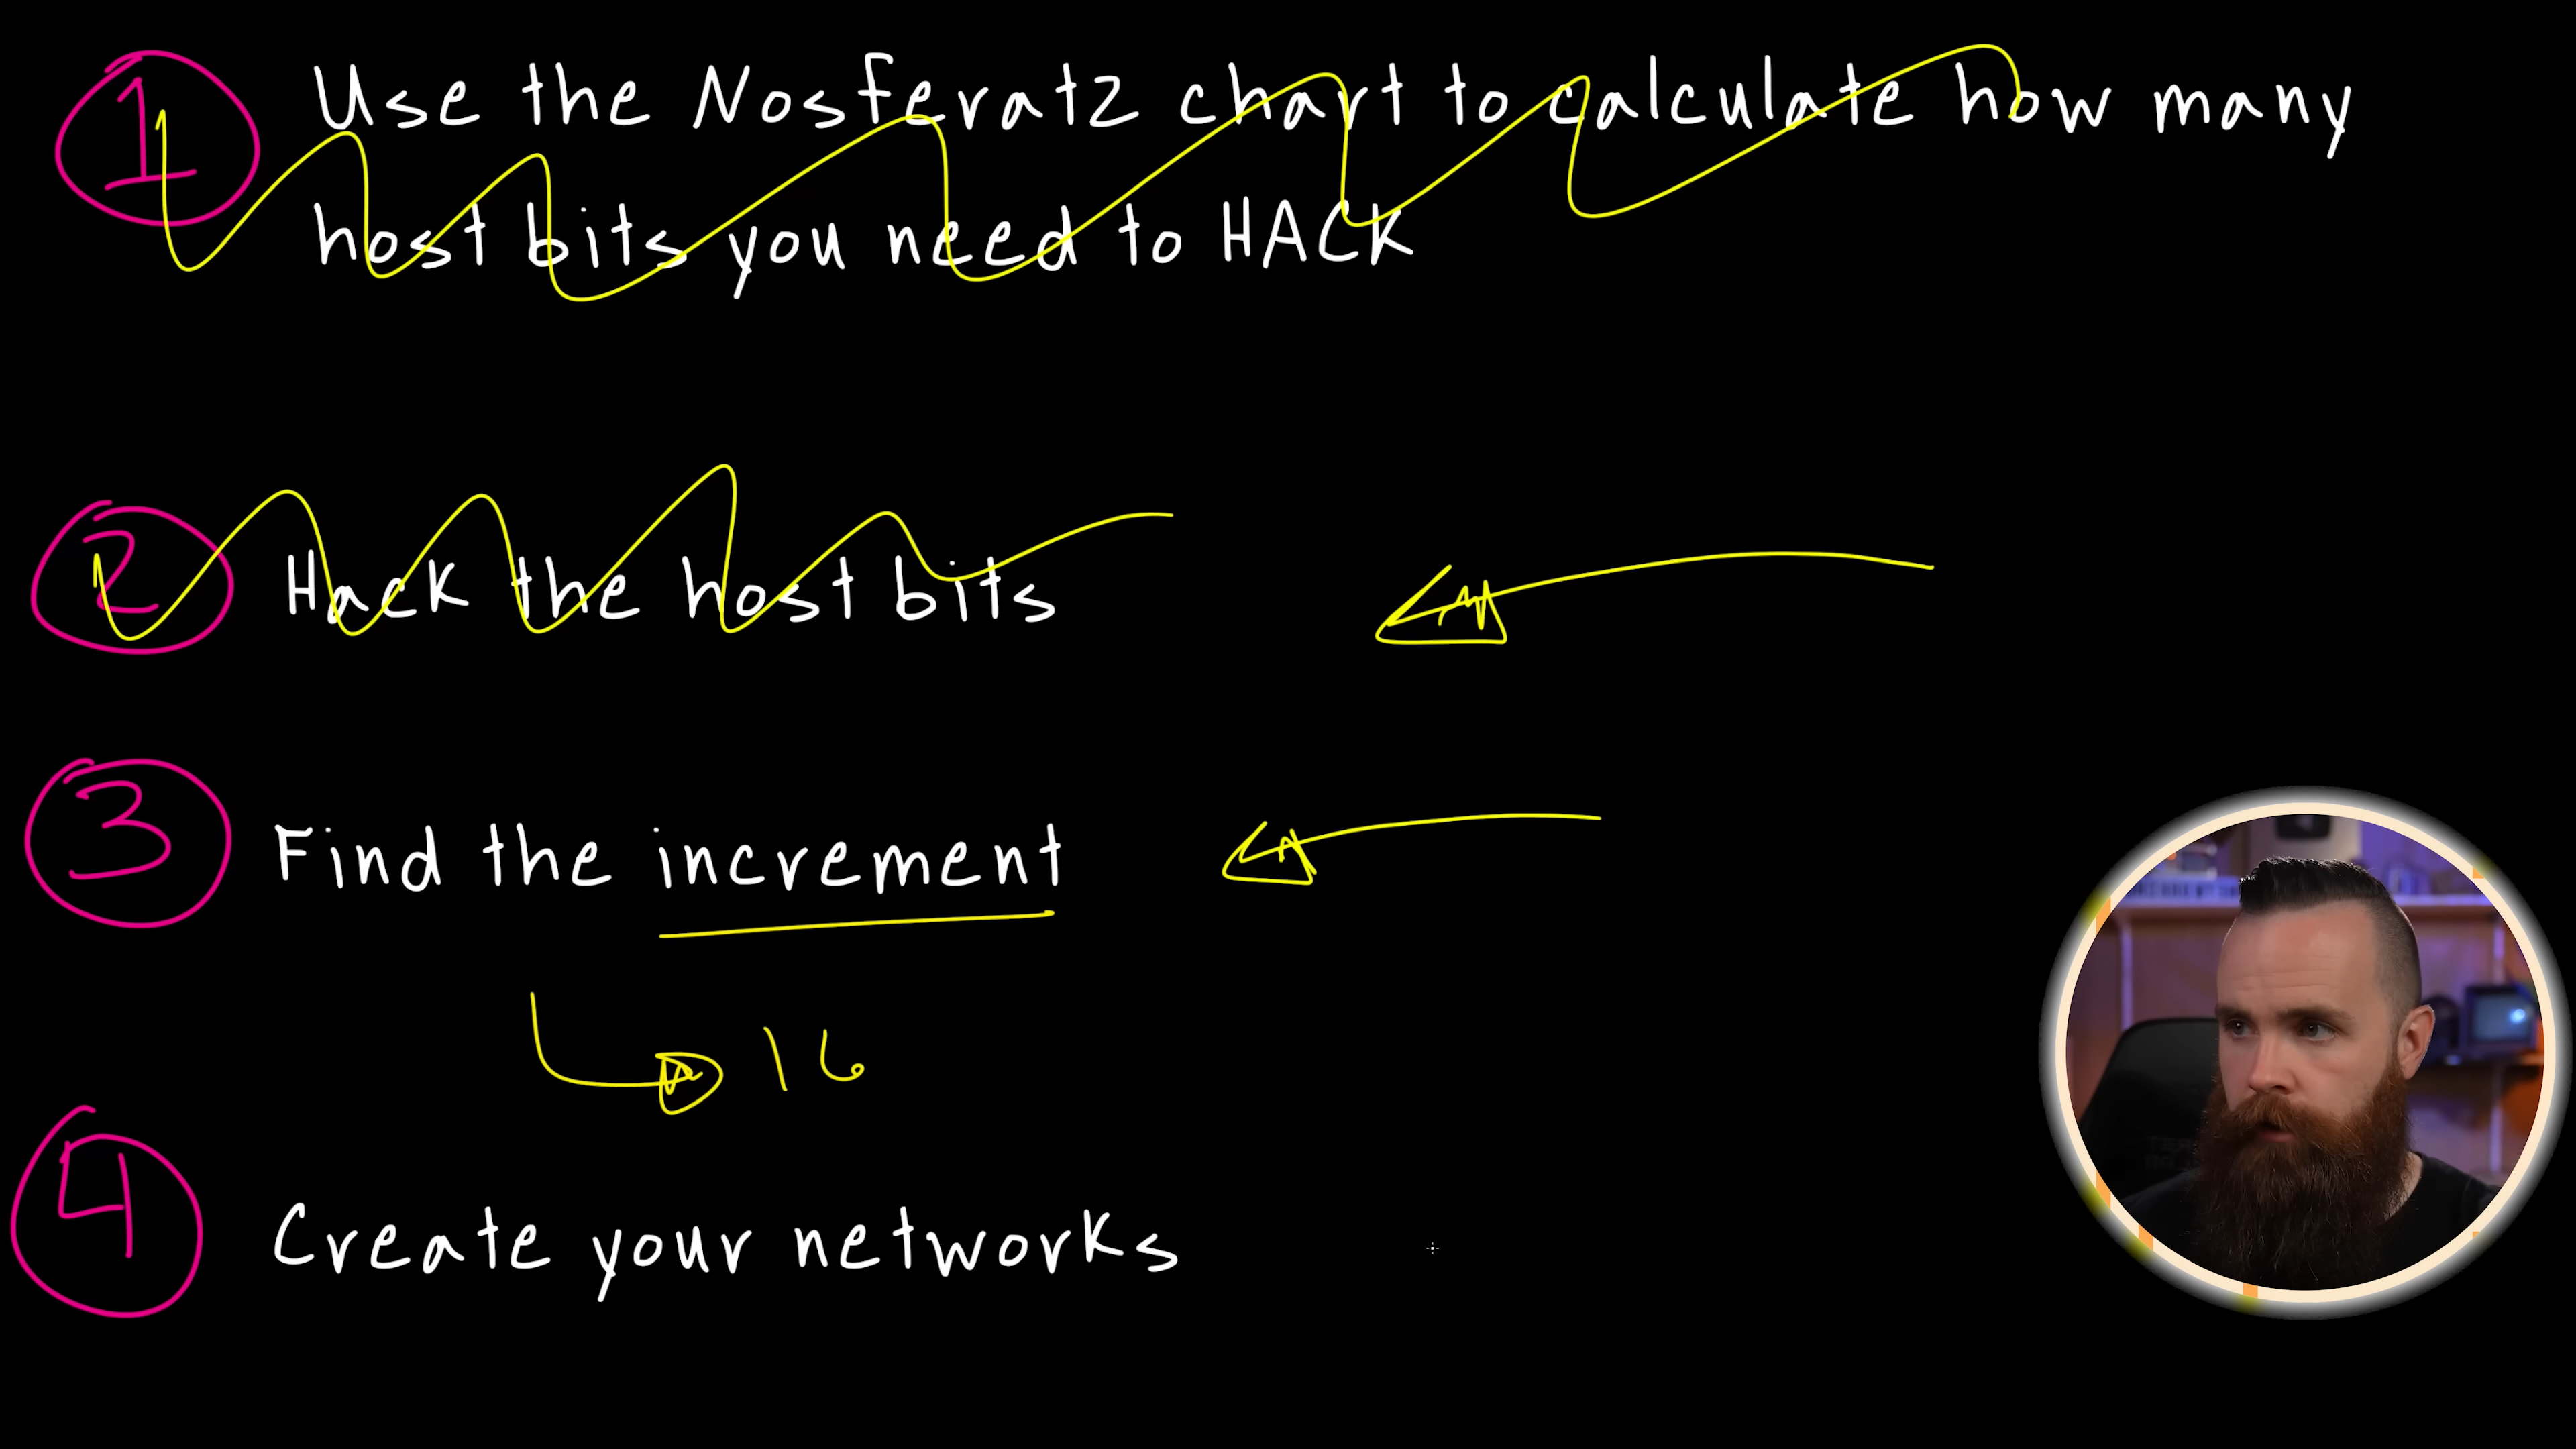 1 Use the Nosferatz chart to calculate how many
host bits you need to HACK
2 Hack the host bits
3 Find the increment
16
4 Create your networks